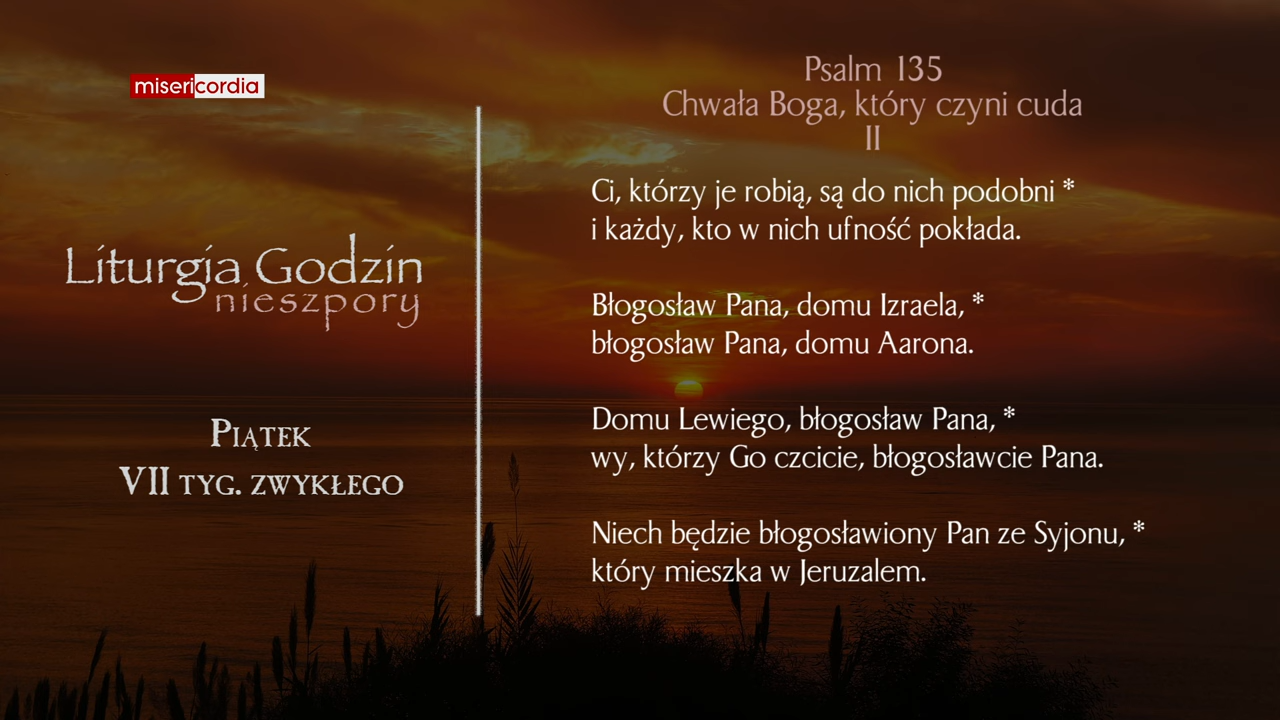 misericordia
Liturgia Godzin
nieszpory
Piątek
VII tyg. zwykłego
Psalm 135
Chwała Boga, który czyni cuda
II
Ci, którzy je robią, są do nich podobni *
i każdy, kto w nich ufność pokłada.
Błogosław Pana, domu Izraela, *
błogosław Pana, domu Aarona.
Domu Lewiego, błogosław Pana, *
wy, którzy Go czcicie, błogosławcie Pana.
Niech będzie błogosławiony Pan ze Syjonu, *
który mieszka w Jeruzalem.